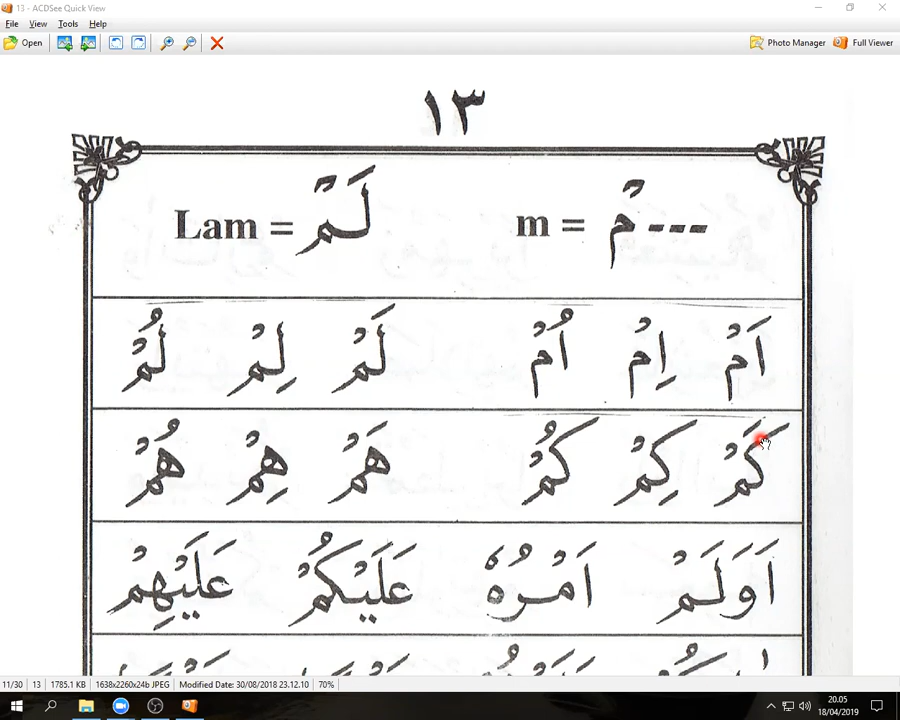 13 - ACDSee Quick View
File View Tools Help
Open Photo Manager Full Viewer
١٣
--- مْ = m لَمْ = Lam
اَمْ اِمْ اُمْ لَمْ لِمْ لُمْ
كَمْ كِمْ كُمْ هَمْ هِمْ هُمْ
اَوَلَمْ اَمْرُهُ عَلَيْكُمْ عَلَيْهِمْ
11/30 13 1785.1 KB 1638x2260x24b JPEG Modified Date: 30/08/2018 23.12.10 70%
20.05
18/04/2019